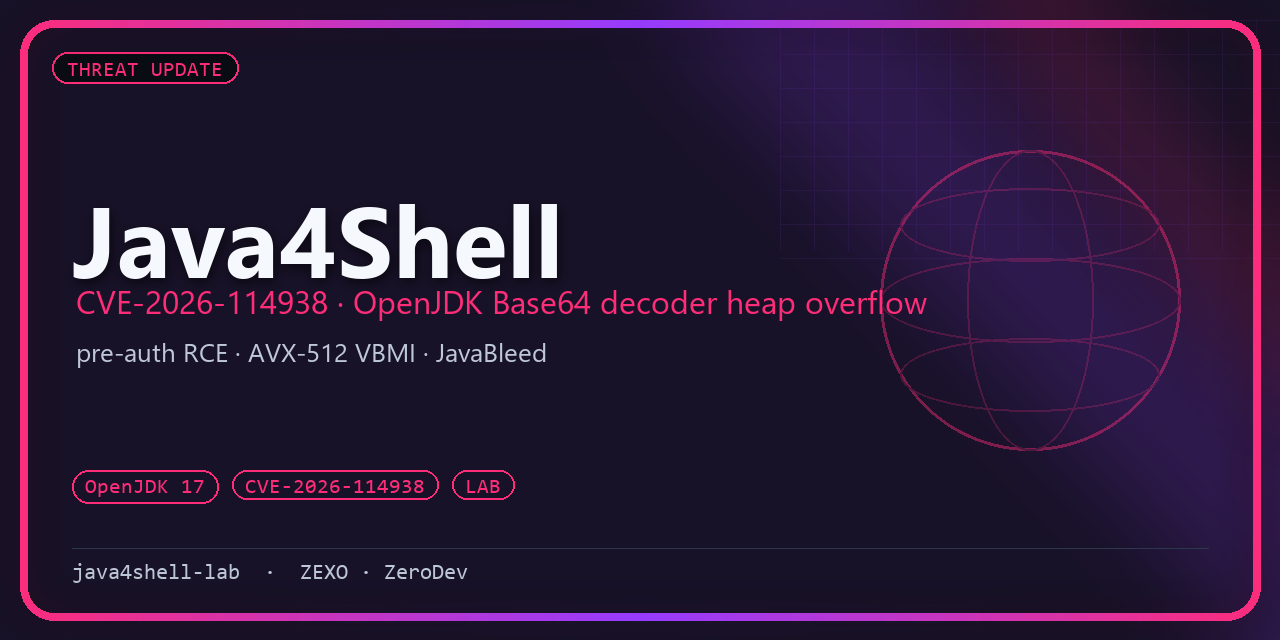 THREAT UPDATE
Java4Shell
CVE-2026-114938 · OpenJDK Base64 decoder heap overflow
pre-auth RCE · AVX-512 VBMI · JavaBleed
OpenJDK 17 CVE-2026-114938 LAB
java4shell-lab · ZEXO · ZeroDev